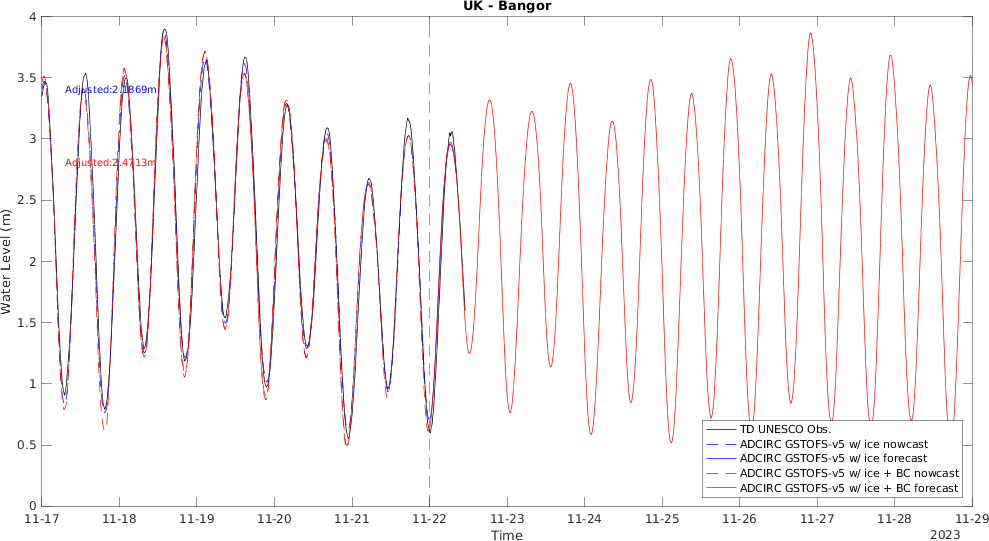 UK - Bangor
4
3.5
3
2.5
2
1.5
1
0.5
0
Water Level (m)
Adjusted:2.1869m
Adjusted:2.4713m
TD UNESCO Obs.
ADCIRC GSTOFS-v5 w/ ice nowcast
ADCIRC GSTOFS-v5 w/ ice forecast
ADCIRC GSTOFS-v5 w/ ice + BC nowcast
ADCIRC GSTOFS-v5 w/ ice + BC forecast
11-17 11-18 11-19 11-20 11-21 11-22 11-23 11-24 11-25 11-26 11-27 11-28 11-29
Time
2023